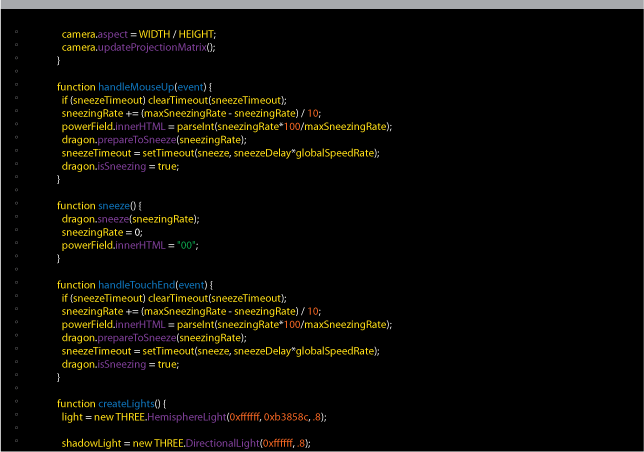 camera.aspect = WIDTH / HEIGHT;
camera.updateProjectionMatrix();
}
function handleMouseUp(event) {
if (sneezeTimeout) clearTimeout(sneezeTimeout);
sneezingRate += (maxSneezingRate - sneezingRate) / 10;
powerField.innerHTML = parseInt(sneezingRate*100/maxSneezingRate);
dragon.prepareToSneeze(sneezingRate);
sneezeTimeout = setTimeout(sneeze, sneezeDelay*globalSpeedRate);
dragon.isSneezing = true;
}
function sneeze() {
dragon.sneeze(sneezingRate);
sneezingRate = 0;
powerField.innerHTML = "00";
}
function handleTouchEnd(event) {
if (sneezeTimeout) clearTimeout(sneezeTimeout);
sneezingRate += (maxSneezingRate - sneezingRate) / 10;
powerField.innerHTML = parseInt(sneezingRate*100/maxSneezingRate);
dragon.prepareToSneeze(sneezingRate);
sneezeTimeout = setTimeout(sneeze, sneezeDelay*globalSpeedRate);
dragon.isSneezing = true;
}
function createLights() {
light = new THREE.HemisphereLight(0xffffff, 0xb3858c, .8);
shadowLight = new THREE.DirectionalLight(0xffffff, .8);